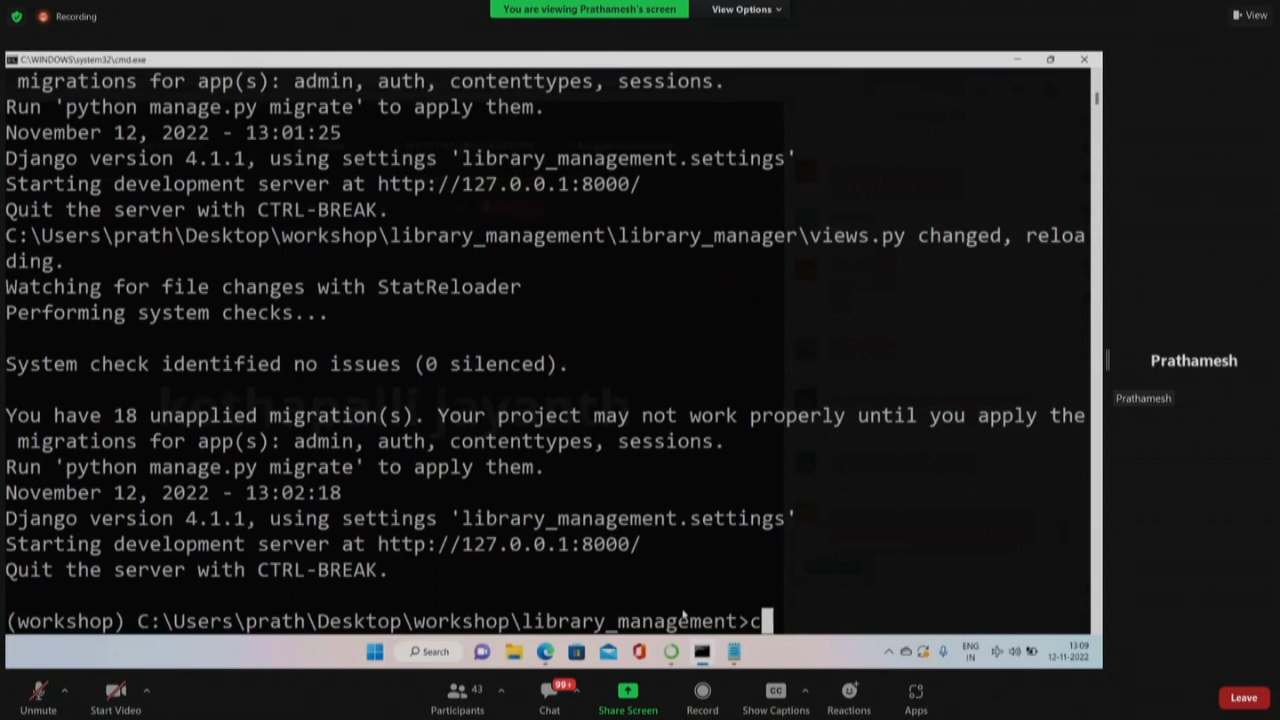 Recording
You are viewing Prathamesh's screen
View Options
View
C:\WINDOWS\system32\cmd.exe
migrations for app(s): admin, auth, contenttypes, sessions.
Run 'python manage.py migrate' to apply them.
November 12, 2022 - 13:01:25
Django version 4.1.1, using settings 'library_management.settings'
Starting development server at http://127.0.0.1:8000/
Quit the server with CTRL-BREAK.
C:\Users\prath\Desktop\workshop\library_management\library_manager\views.py changed, reloa
ding.
Watching for file changes with StatReloader
Performing system checks...
System check identified no issues (0 silenced).
You have 18 unapplied migration(s). Your project may not work properly until you apply the
migrations for app(s): admin, auth, contenttypes, sessions.
Run 'python manage.py migrate' to apply them.
November 12, 2022 - 13:02:18
Django version 4.1.1, using settings 'library_management.settings'
Starting development server at http://127.0.0.1:8000/
Quit the server with CTRL-BREAK.
(workshop) C:\Users\prath\Desktop\workshop\library_management>c
Prathamesh
Prathamesh
Search
ENG
IN
13:09
12-11-2022
Unmute
Start Video
Participants
43
Chat
99+
Share Screen
Record
CC
Show Captions
Reactions
Apps
Leave